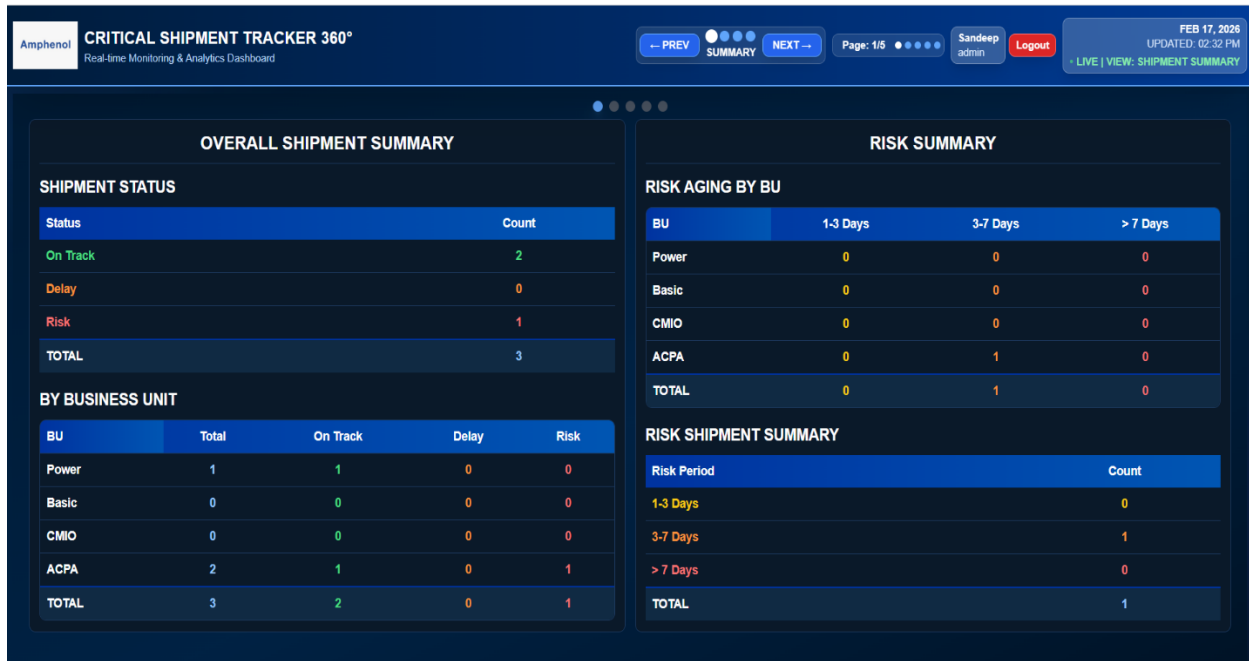 Amphenol
CRITICAL SHIPMENT TRACKER 360°
Real-time Monitoring & Analytics Dashboard
← PREV
SUMMARY
NEXT →
Page: 1/5
Sandeep
admin
Logout
FEB 17, 2026
UPDATED: 02:32 PM
• LIVE | VIEW: SHIPMENT SUMMARY
OVERALL SHIPMENT SUMMARY
SHIPMENT STATUS
Status Count
On Track 2
Delay 0
Risk 1
TOTAL 3
BY BUSINESS UNIT
BU Total On Track Delay Risk
Power 1 1 0 0
Basic 0 0 0 0
CMIO 0 0 0 0
ACPA 2 1 0 1
TOTAL 3 2 0 1
RISK SUMMARY
RISK AGING BY BU
BU 1-3 Days 3-7 Days > 7 Days
Power 0 0 0
Basic 0 0 0
CMIO 0 0 0
ACPA 0 1 0
TOTAL 0 1 0
RISK SHIPMENT SUMMARY
Risk Period Count
1-3 Days 0
3-7 Days 1
> 7 Days 0
TOTAL 1